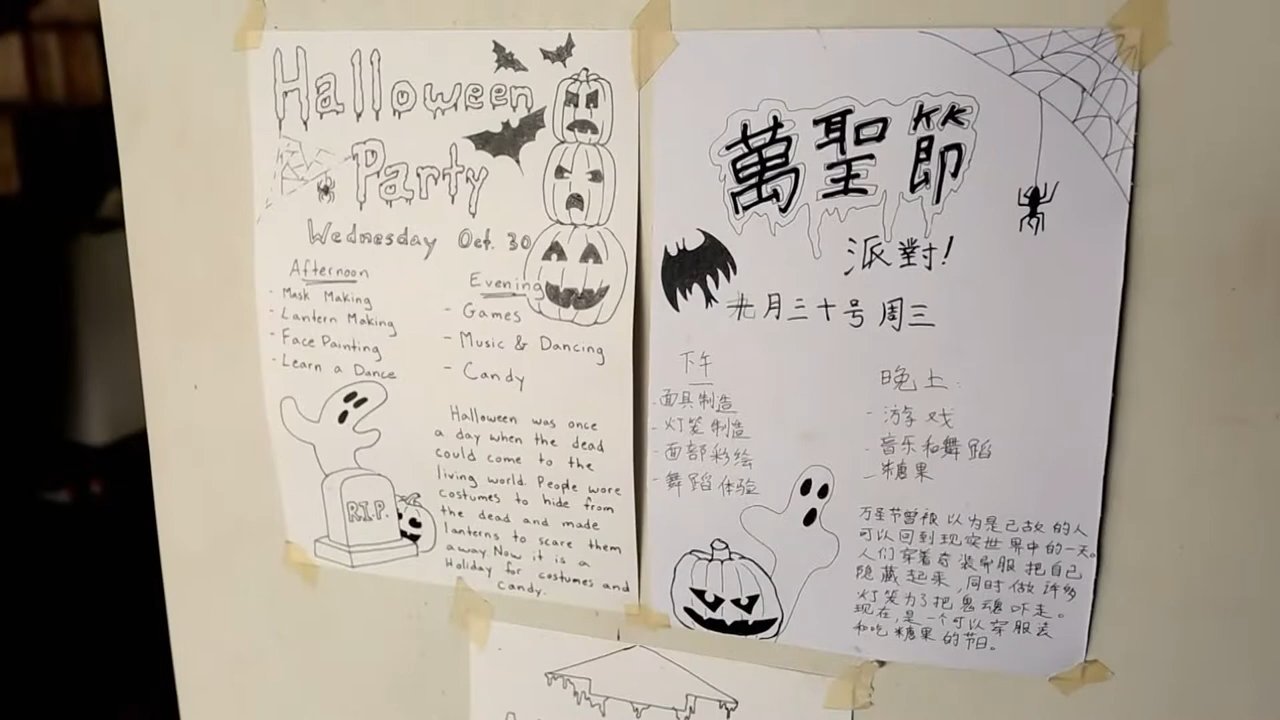 Halloween
Party
Wednesday Oct. 30
Afternoon
- Mask Making
- Lantern Making
- Face Painting
- Learn a Dance
Evening
- Games
- Music & Dancing
- Candy
Halloween was once
a day when the dead
could come to the
living world. People wore
costumes to hide from
the dead and made
lanterns to scare them
away. Now it is a
Holiday for costumes and
candy.
R.I.P.
萬聖節
派對!
月三十号 周三
下午
- 面具制造
- 灯笼制造
- 面部彩绘
- 舞蹈体验
晚上:
- 游戏
- 音乐和舞蹈
- 糖果
万圣节曾被以为是已故的人
可以回到现实世界中的一天。
人们穿着奇装 服把自己
隐藏起来,同时做许多
灯笼为了把鬼魂吓走。
现在,是一个可以穿服装
和吃糖果的节日。